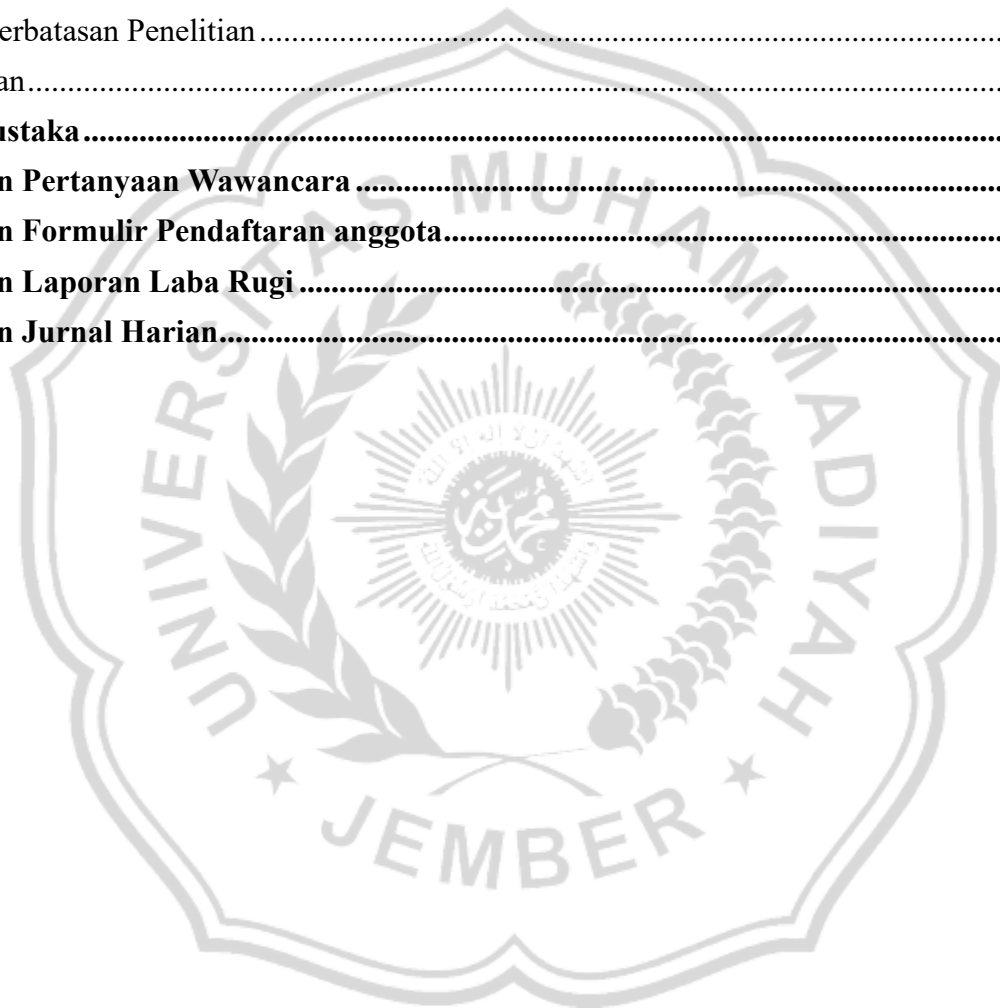 erbatasan Penelitian ..........................................................................................
an ..........................................................................................
ustaka ..........................................................................................
n Pertanyaan Wawancara ..........................................................................................
n Formulir Pendaftaran anggota ..........................................................................................
n Laporan Laba Rugi ..........................................................................................
n Jurnal Harian ..........................................................................................
UNIVERSITAS MUHAMMADIYAH
JEMBER